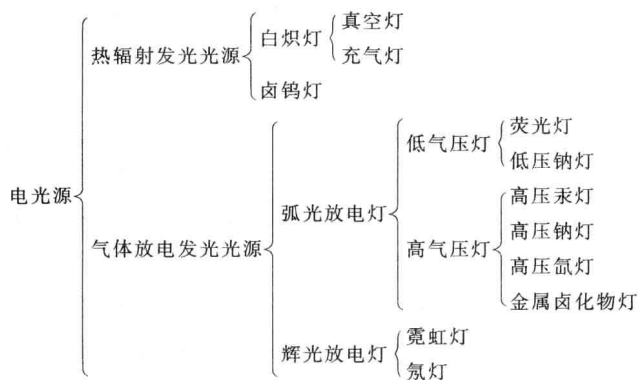 电光源
热辐射发光光源
白炽灯
真空灯
充气灯
卤钨灯
气体放电发光光源
弧光放电灯
低气压灯
荧光灯
低压钠灯
高气压灯
高压汞灯
高压钠灯
高压氙灯
金属卤化物灯
辉光放电灯
霓虹灯
氖灯